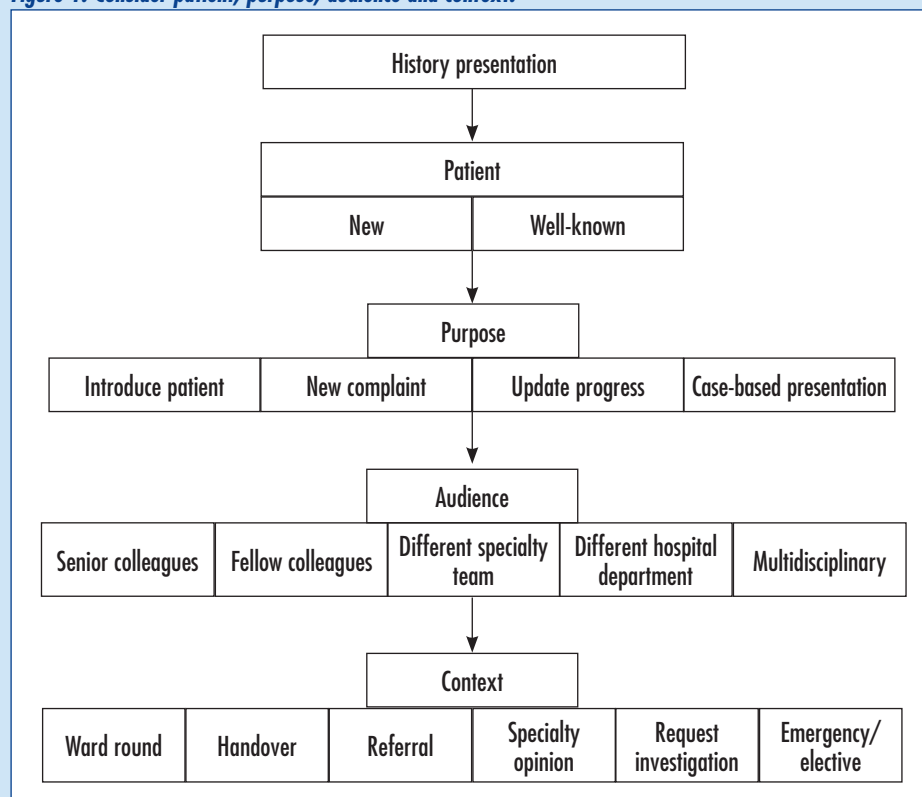 Figure 1. Consider patient, purpose, audience and context.
History presentation
Patient
New
Well-known
Purpose
Introduce patient
New complaint
Update progress
Case-based presentation
Audience
Senior colleagues
Fellow colleagues
Different specialty
team
Different hospital
department
Multidisciplinary
Context
Ward round
Handover
Referral
Specialty
opinion
Request
investigation
Emergency/
elective